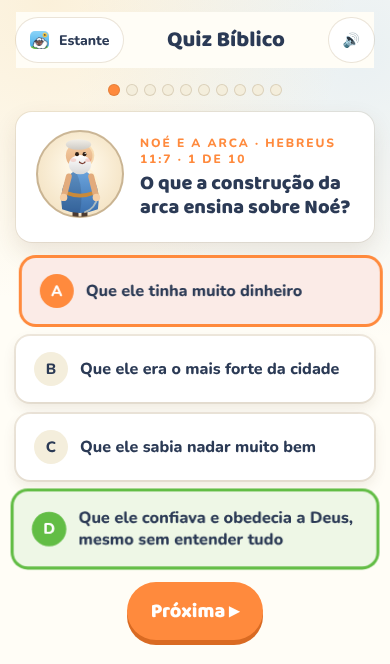 Estante
Quiz Bíblico
NOÉ E A ARCA · HEBREUS
11:7 · 1 DE 10
O que a construção da
arca ensina sobre Noé?
A Que ele tinha muito dinheiro
B Que ele era o mais forte da cidade
C Que ele sabia nadar muito bem
D Que ele confiava e obedecia a Deus,
mesmo sem entender tudo
Próxima ▶